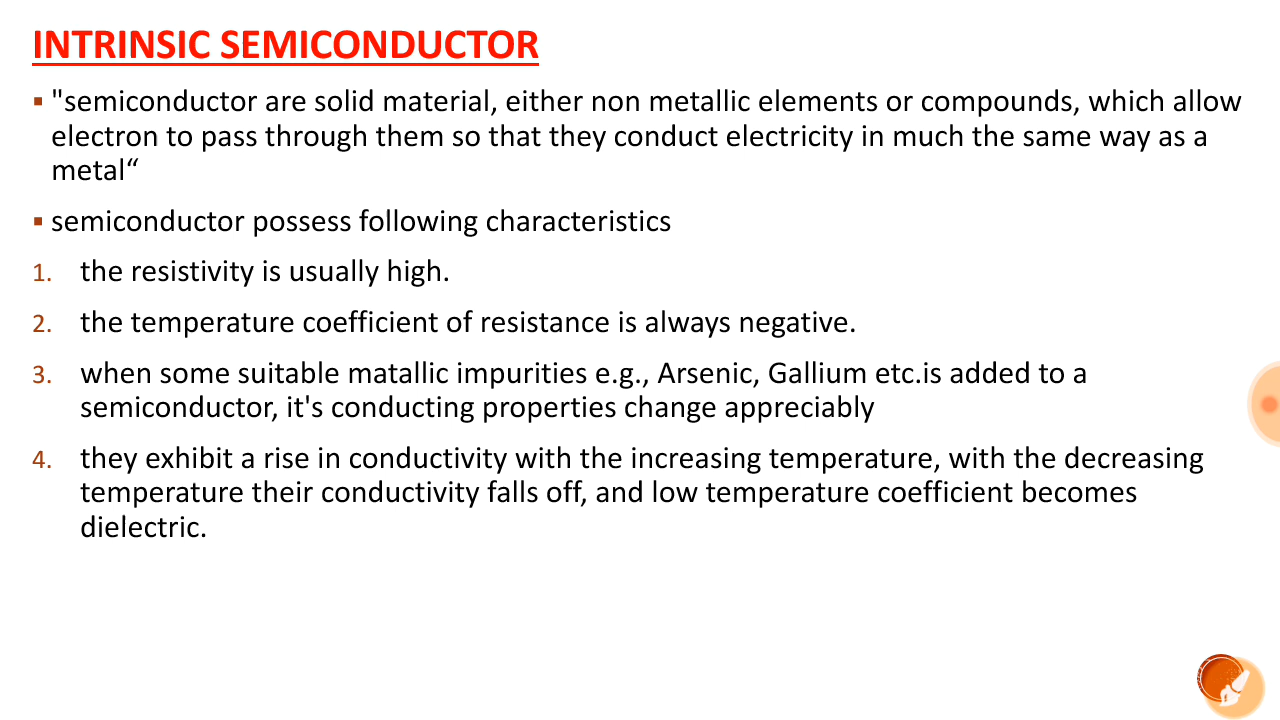 INTRINSIC SEMICONDUCTOR
▪ "semiconductor are solid material, either non metallic elements or compounds, which allow
electron to pass through them so that they conduct electricity in much the same way as a
metal“
▪ semiconductor possess following characteristics
1. the resistivity is usually high.
2. the temperature coefficient of resistance is always negative.
3. when some suitable matallic impurities e.g., Arsenic, Gallium etc.is added to a
semiconductor, it's conducting properties change appreciably
4. they exhibit a rise in conductivity with the increasing temperature, with the decreasing
temperature their conductivity falls off, and low temperature coefficient becomes
dielectric.